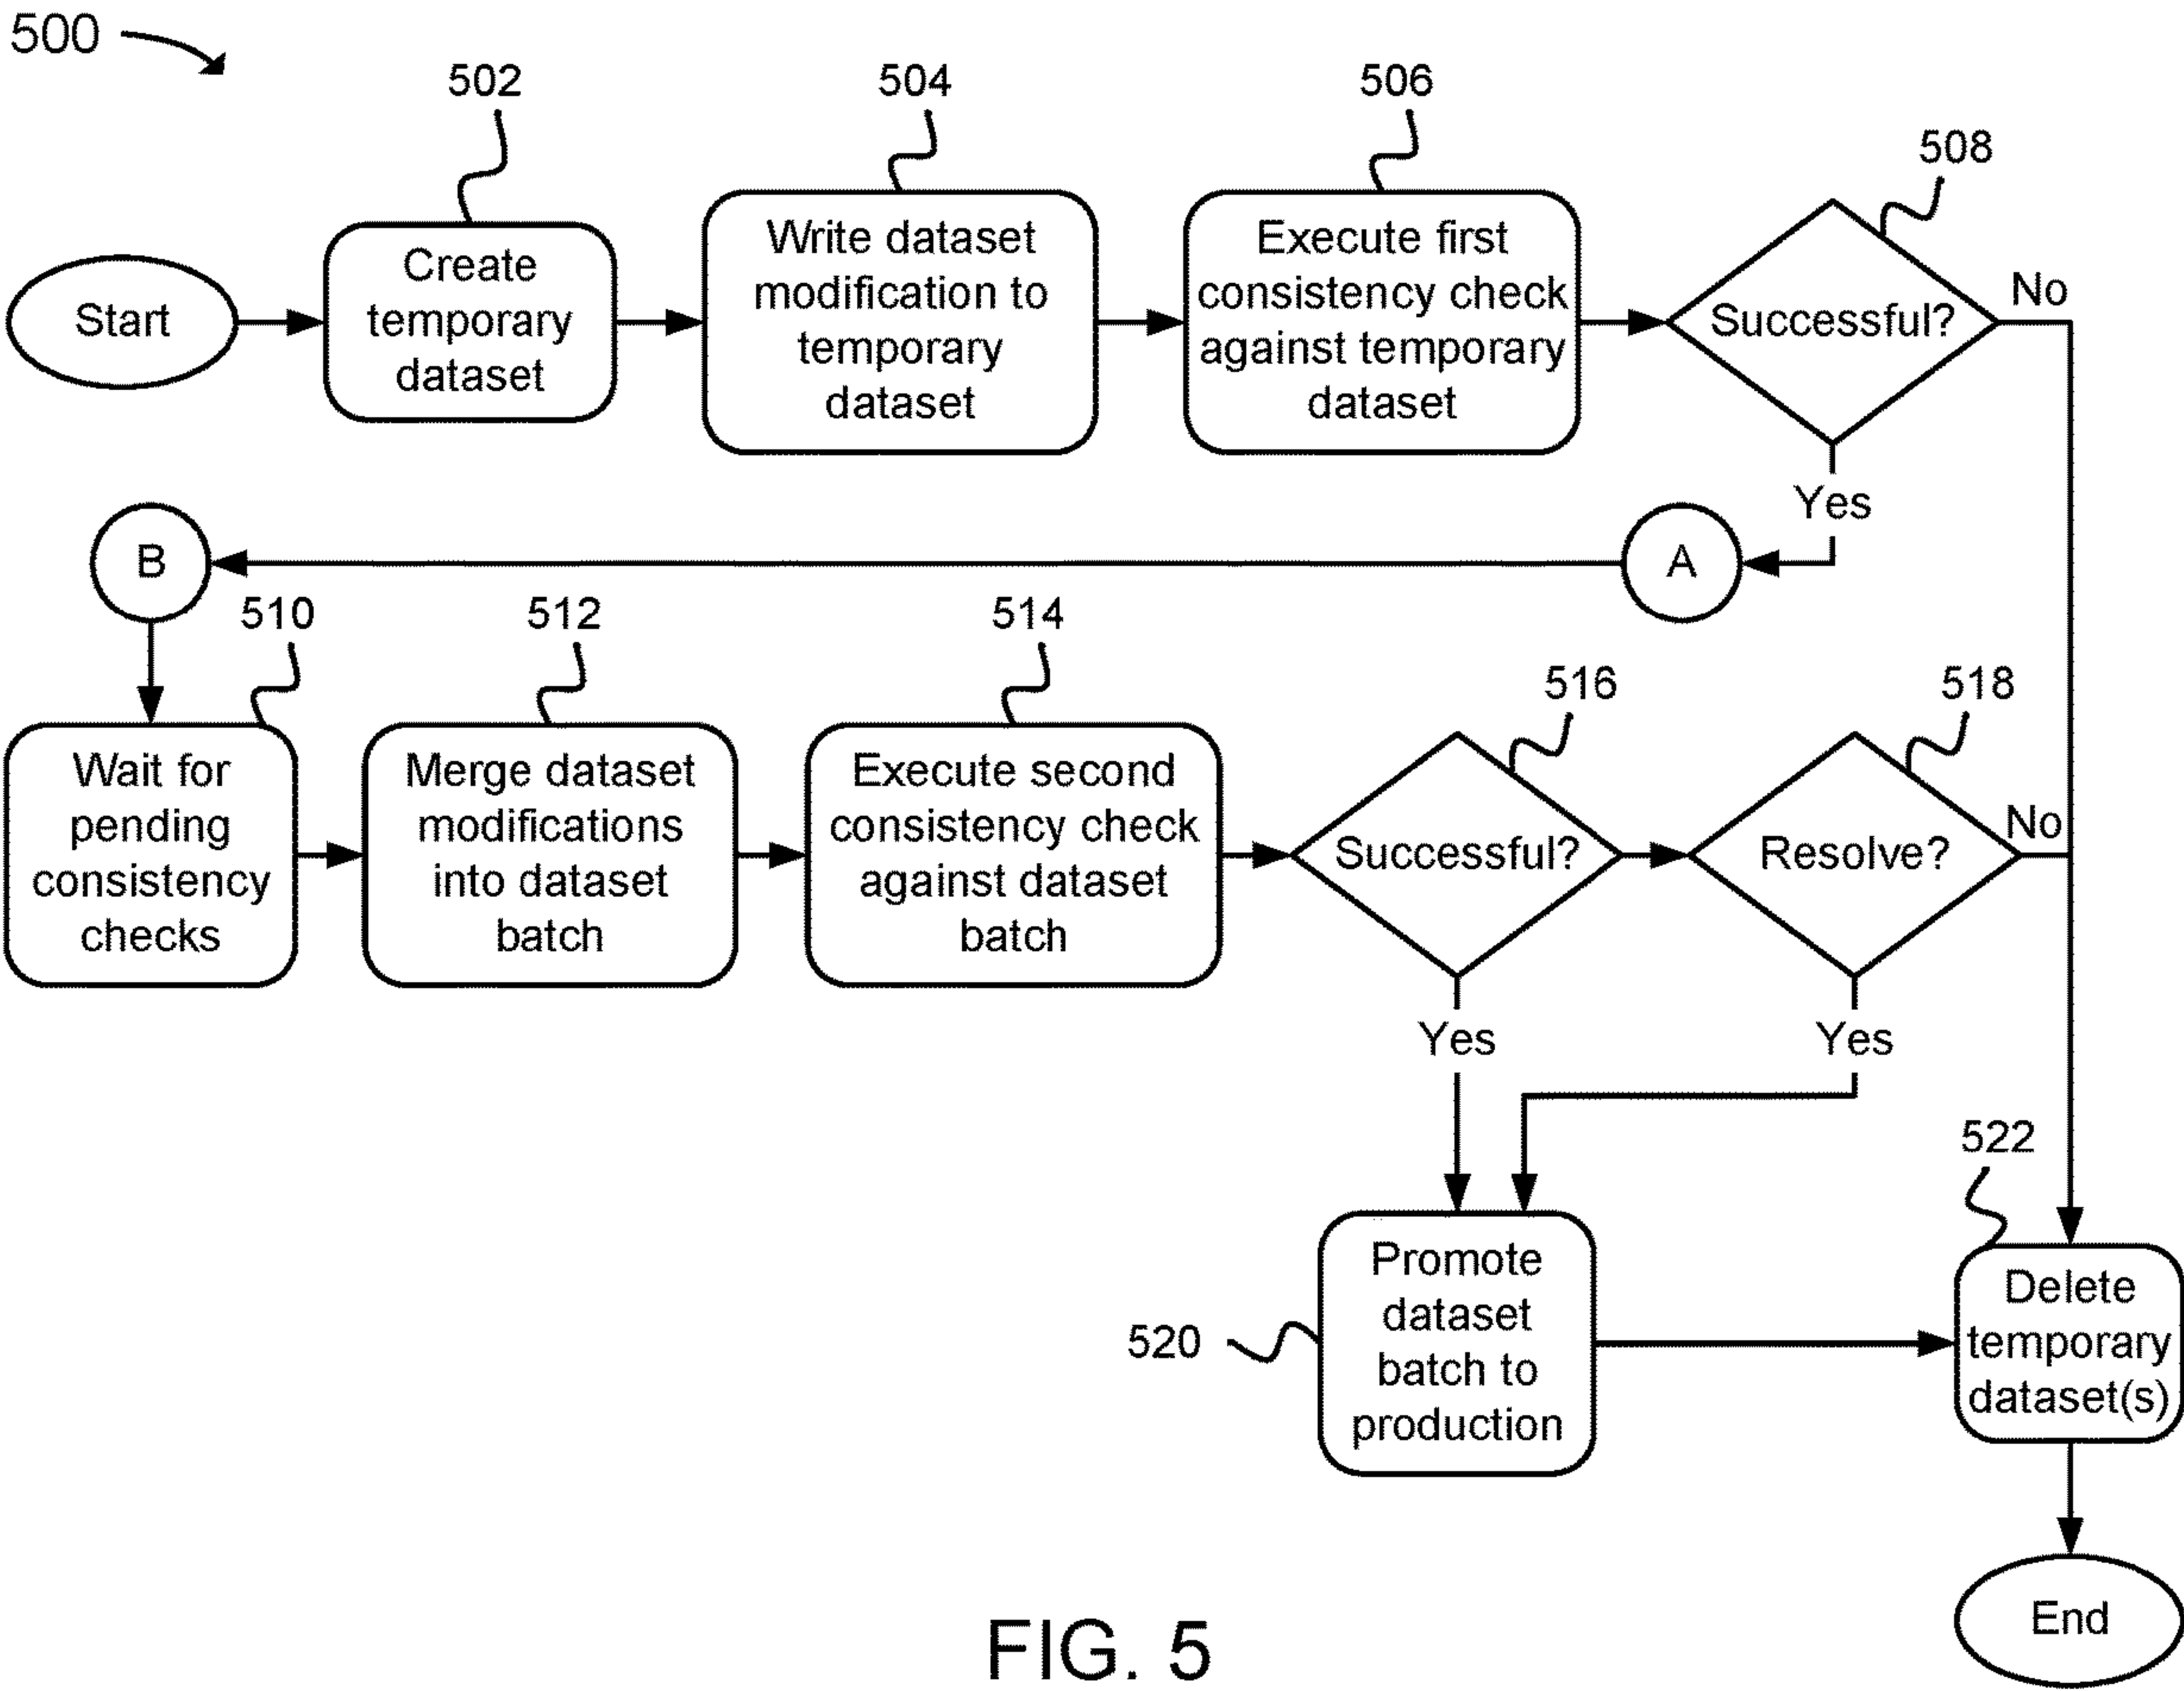 500
502
504
506
508
Start
Create
temporary
dataset
Write dataset
modification to
temporary
dataset
Execute first
consistency check
against temporary
dataset
Successful?
No
Yes
A
B
510
512
514
516
518
Wait for
pending
consistency
checks
Merge dataset
modifications
into dataset
batch
Execute second
consistency check
against dataset
batch
Successful?
Resolve?
No
Yes
Yes
520
Promote
dataset
batch to
production
522
Delete
temporary
dataset(s)
End
FIG. 5